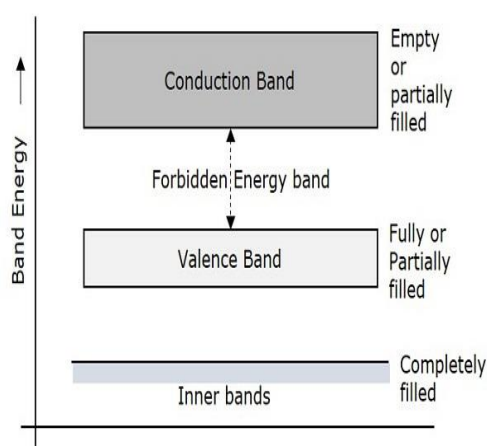 Band Energy
Conduction Band
Empty
or
partially
filled
Forbidden Energy band
Valence Band
Fully or
Partially
filled
Inner bands
Completely
filled